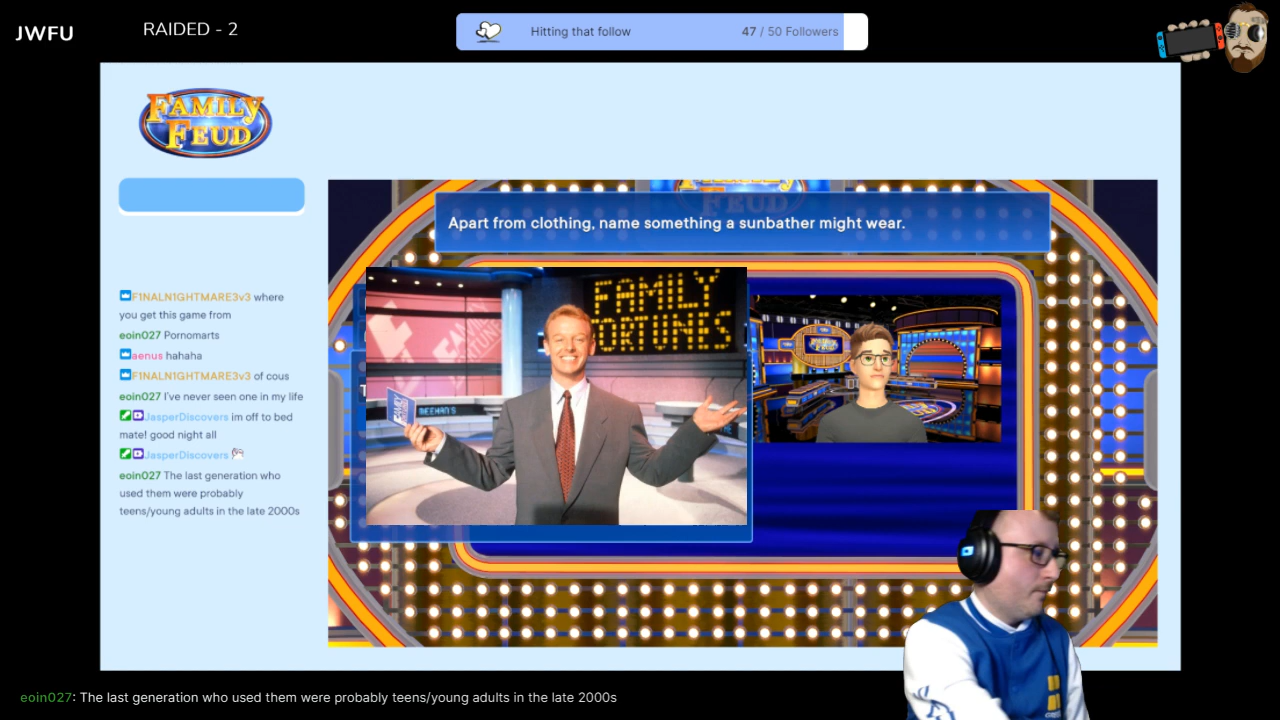 JWFU
RAIDED - 2
Hitting that follow
47 / 50 Followers
FAMILY
FEUD
Apart from clothing, name something a sunbather might wear.
FAMILY
FORTUNES
MEEHAN'S
F1NALN1GHTMARE3v3 where
you get this game from
eoin027 Pornomarts
aenus hahaha
F1NALN1GHTMARE3v3 of cous
eoin027 I've never seen one in my life
JasperDiscovers im off to bed
mate! good night all
JasperDiscovers
eoin027 The last generation who
used them were probably
teens/young adults in the late 2000s
eoin027: The last generation who used them were probably teens/young adults in the late 2000s